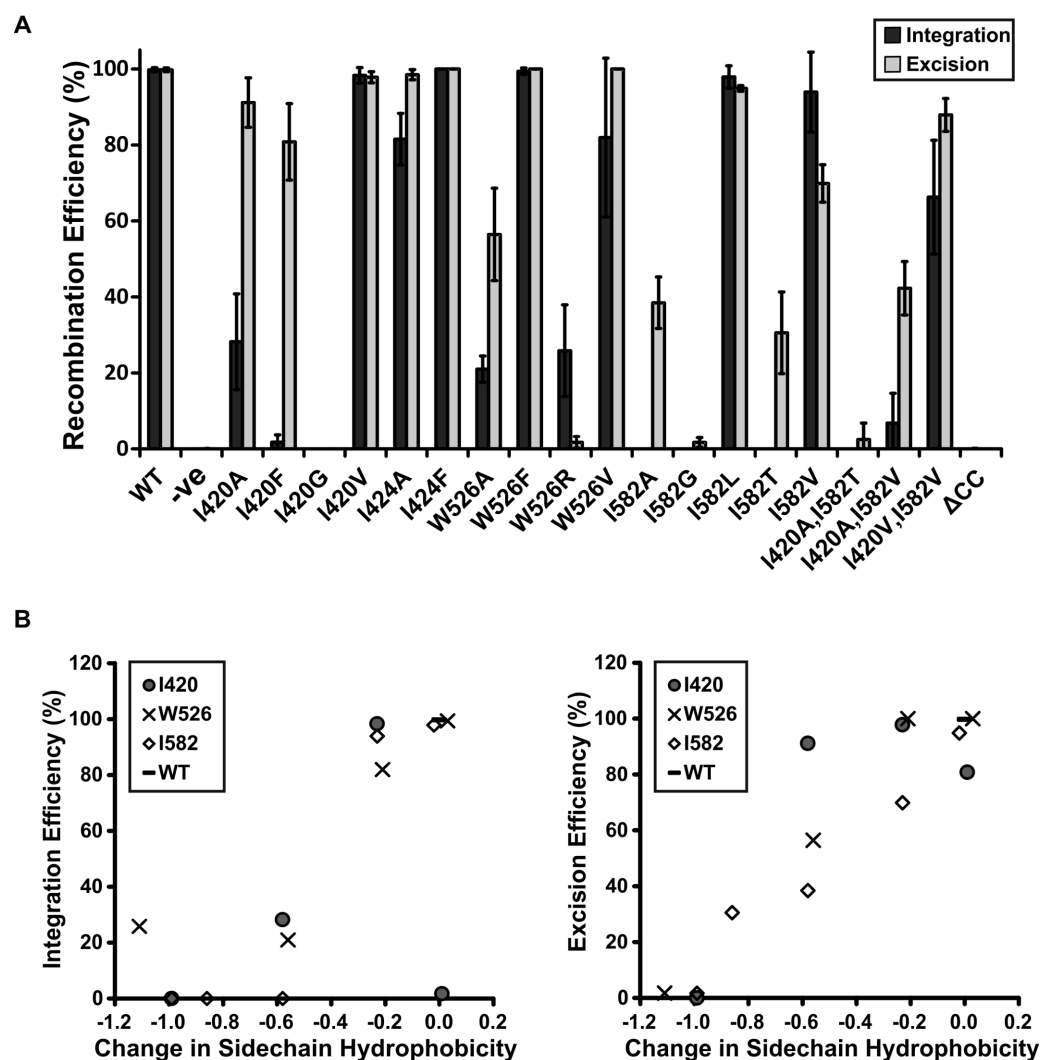 A
Recombination Efficiency (%)
100
80
60
40
20
0
Integration
Excision
WT
-ve
I420A
I420F
I420G
I420V
I424A
I424F
W526A
W526F
W526R
W526V
I582A
I582G
I582L
I582T
I582V
I420A,I582T
I420A,I582V
I420V,I582V
ΔCC
B
Integration Efficiency (%)
120
100
80
60
40
20
0
I420
W526
I582
WT
-1.2 -1.0 -0.8 -0.6 -0.4 -0.2 0.0 0.2
Change in Sidechain Hydrophobicity
Excision Efficiency (%)
120
100
80
60
40
20
0
I420
W526
I582
WT
-1.2 -1.0 -0.8 -0.6 -0.4 -0.2 0.0 0.2
Change in Sidechain Hydrophobicity